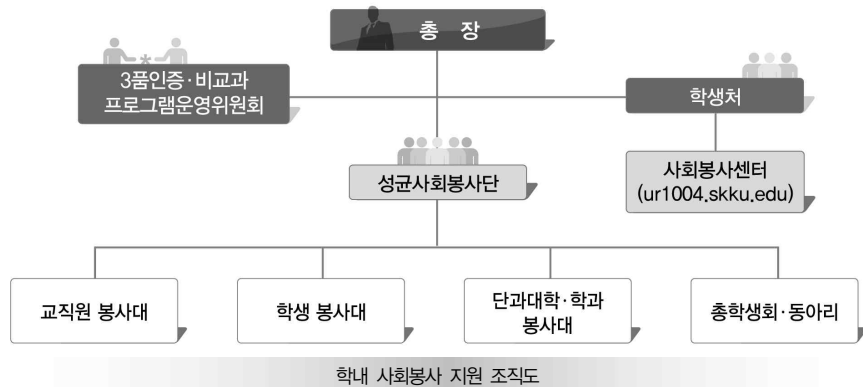 총 장
3품인증·비교과
프로그램운영위원회
학생처
성균사회봉사단
사회봉사센터
(ur1004.skku.edu)
교직원 봉사대
학생 봉사대
단과대학·학과
봉사대
총학생회·동아리
학내 사회봉사 지원 조직도